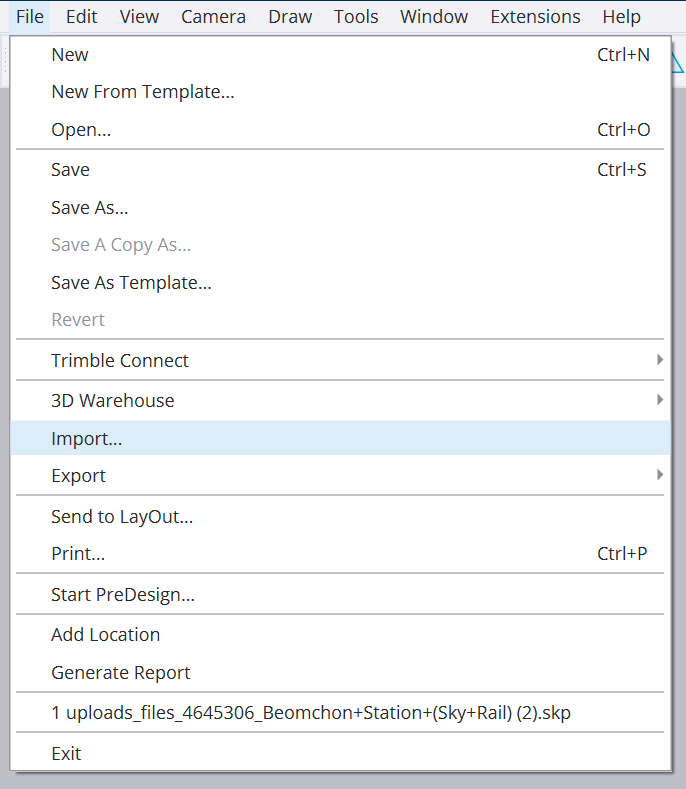 File Edit View Camera Draw Tools Window Extensions Help
New Ctrl+N
New From Template...
Open... Ctrl+O
Save Ctrl+S
Save As...
Save A Copy As...
Save As Template...
Revert
Trimble Connect
3D Warehouse
Import...
Export
Send to LayOut...
Print... Ctrl+P
Start PreDesign...
Add Location
Generate Report
1 uploads_files_4645306_Beomchon+Station+(Sky+Rail) (2).skp
Exit